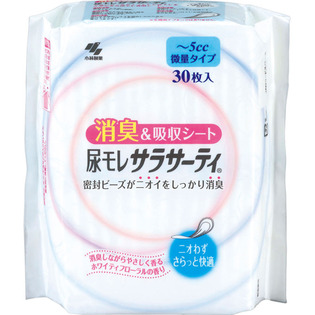 小林製薬
～5cc
微量タイプ
30枚入
消臭&吸収シート
尿モレサラサーティ®
密封ビーズがニオイをしっかり消臭
消臭しながらやさしく香る
ホワイティフローラルの香り
ニオわず
さらっと快適